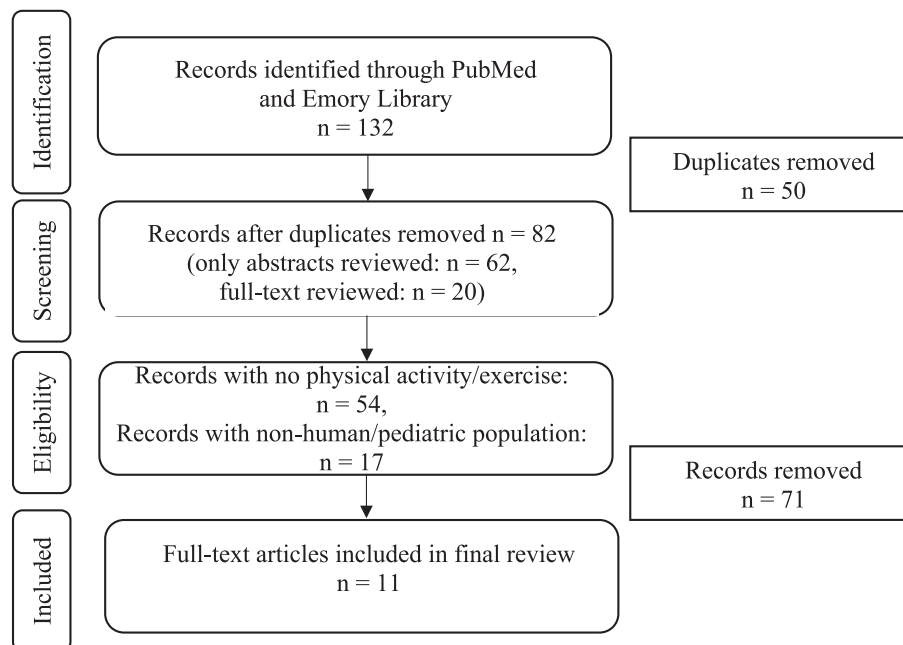 Identification
Records identified through PubMed
and Emory Library
n = 132
Duplicates removed
n = 50
Screening
Records after duplicates removed n = 82
(only abstracts reviewed: n = 62,
full-text reviewed: n = 20)
Eligibility
Records with no physical activity/exercise:
n = 54,
Records with non-human/pediatric population:
n = 17
Records removed
n = 71
Included
Full-text articles included in final review
n = 11